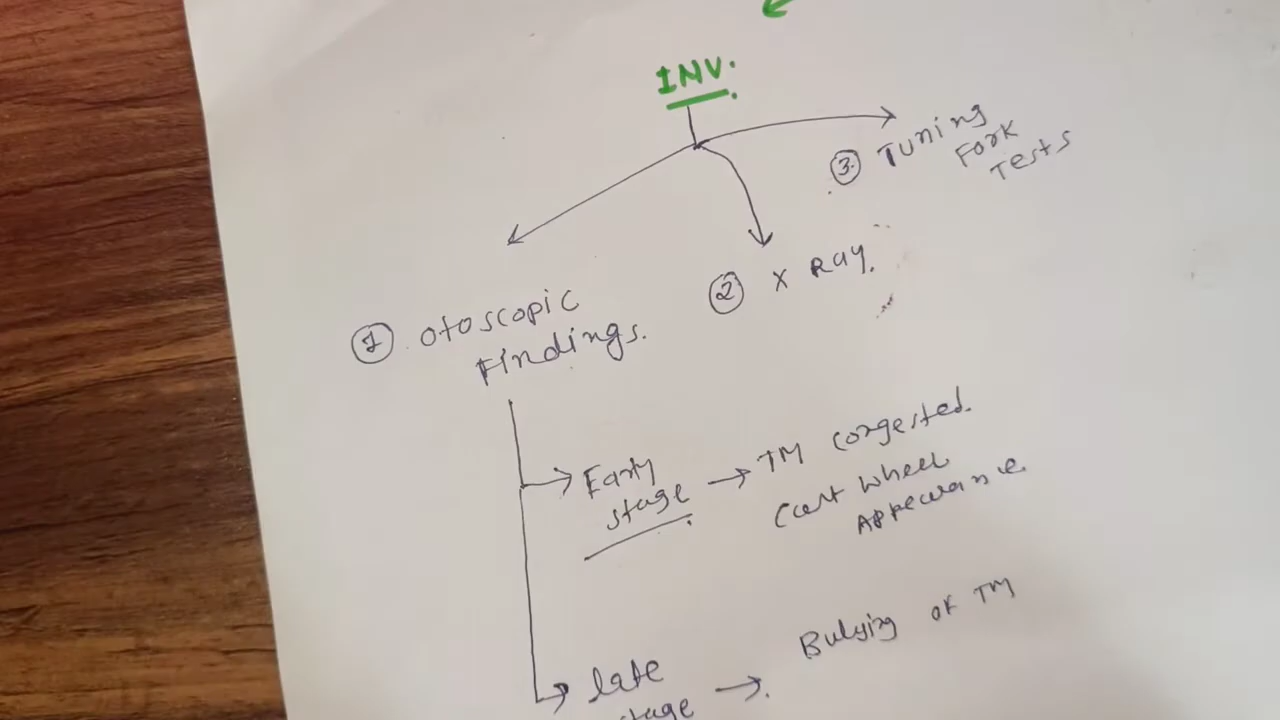 INV.
③ Tuning
Fork
Tests
② X Ray.
① Otoscopic
Findings.
Early
stage → TM congested.
Cart wheel
Appearance
late
stage → Bulging of TM